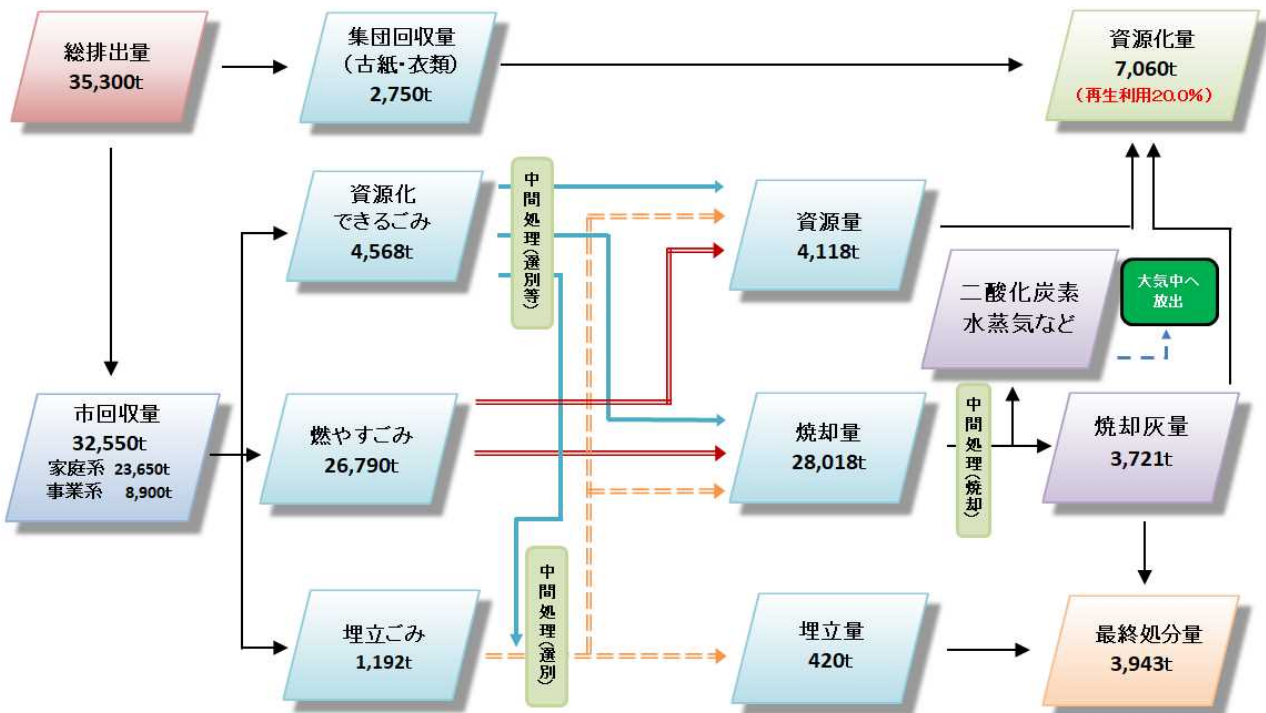 総排出量
35,300t
集団回収量
(古紙・衣類)
2,750t
資源化量
7,060t
(再生利用20.0%)
資源化
できるごみ
4,568t
中間処理(選別等)
資源量
4,118t
二酸化炭素
水蒸気など
大気中へ
放出
市回収量
32,550t
家庭系 23,650t
事業系 8,900t
燃やすごみ
26,790t
焼却量
28,018t
中間処理(焼却)
焼却灰量
3,721t
埋立ごみ
1,192t
中間処理(選別)
埋立量
420t
最終処分量
3,943t